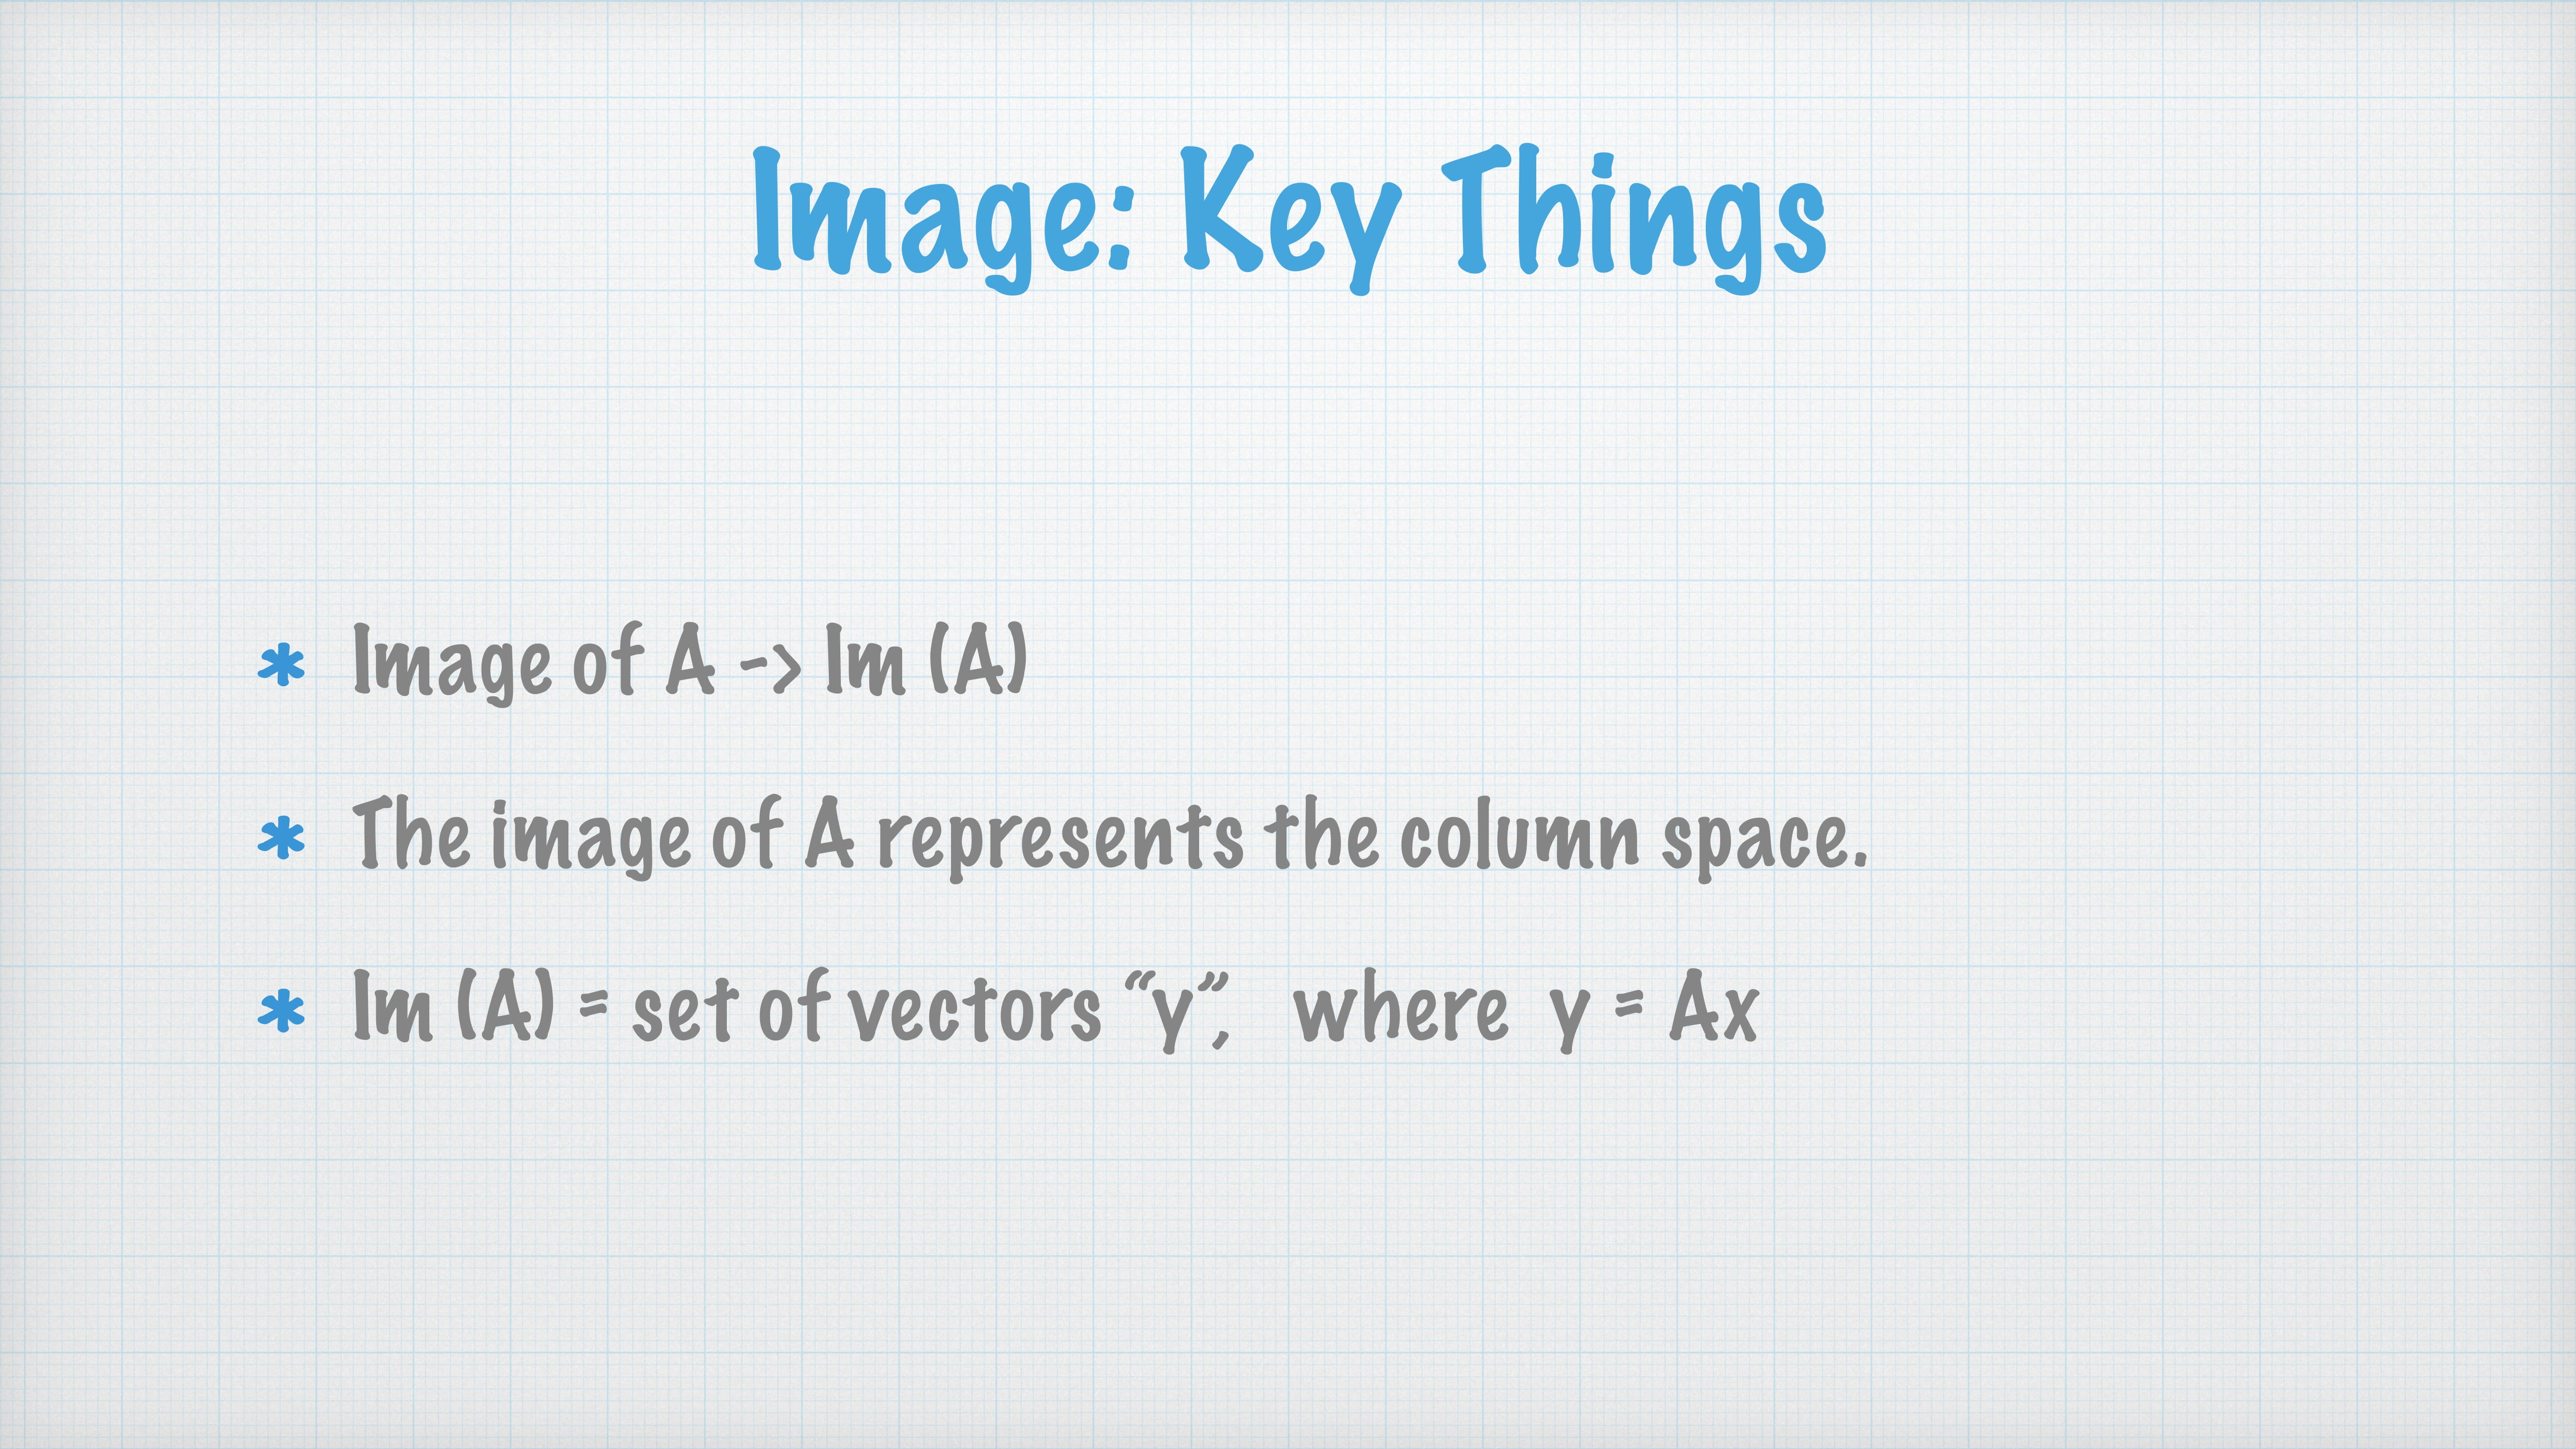 Image: Key Things
* Image of A -> Im (A)
* The image of A represents the column space.
* Im (A) = set of vectors “y”, where y = Ax